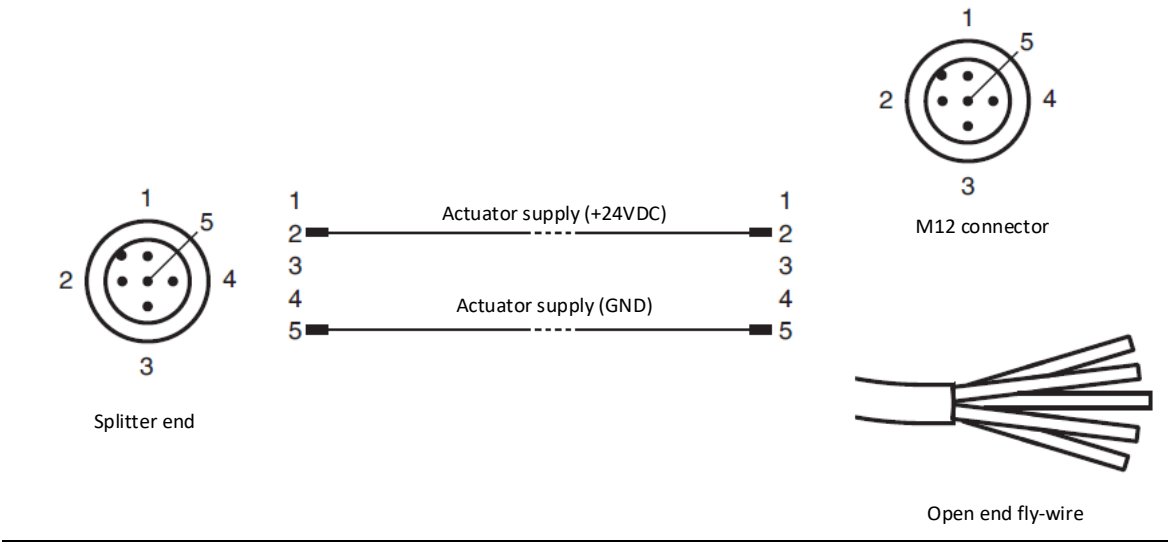 1
5
2
4
3
M12 connector
1
5
2
4
3
Splitter end
1 1
2 Actuator supply (+24VDC) 2
3 3
4 4
5 Actuator supply (GND) 5
Open end fly-wire